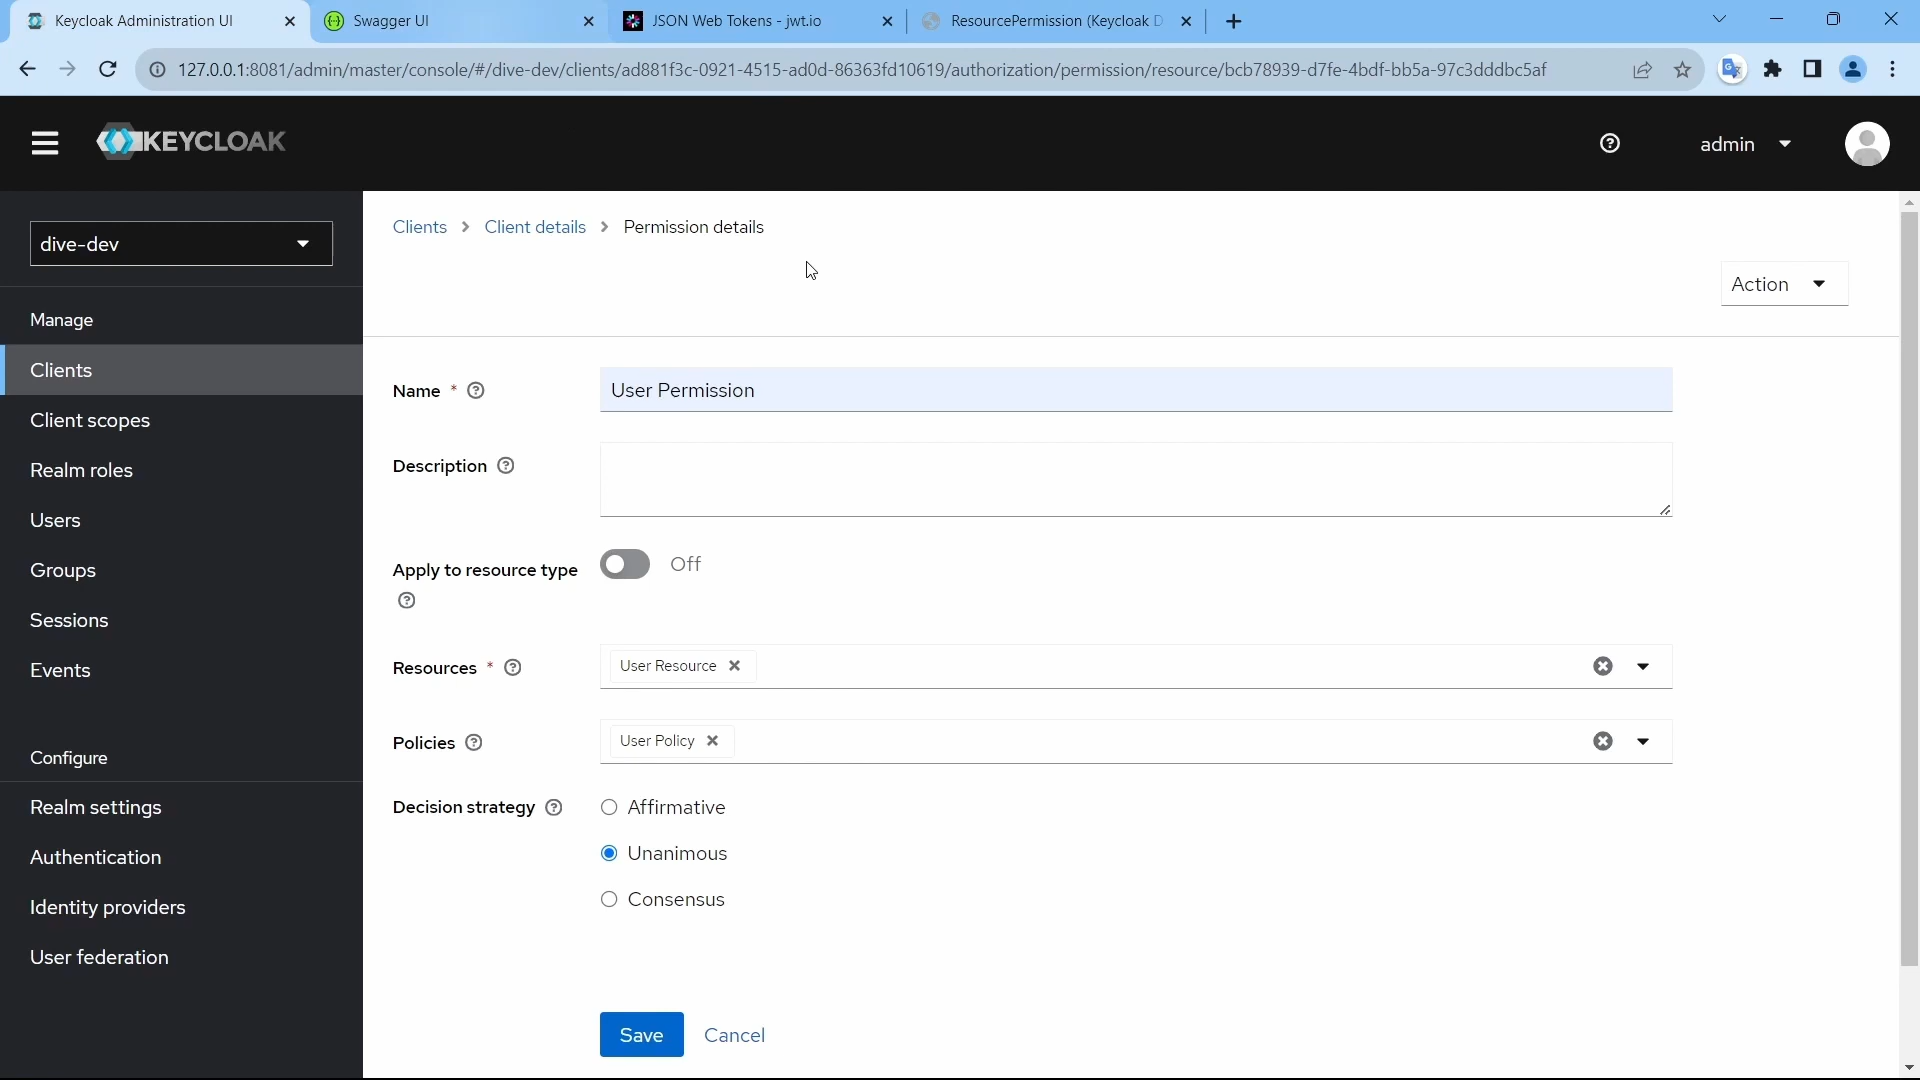 Keycloak Administration UI
Swagger UI
JSON Web Tokens - jwt.io
ResourcePermission (Keycloak D
127.0.0.1:8081/admin/master/console/#/dive-dev/clients/ad881f3c-0921-4515-ad0d-86363fd10619/authorization/permission/resource/bcb78939-d7fe-4bdf-bb5a-97c3dddbc5af
KEYCLOAK
admin
dive-dev
Manage
Clients
Client scopes
Realm roles
Users
Groups
Sessions
Events
Configure
Realm settings
Authentication
Identity providers
User federation
Clients > Client details > Permission details
Action
Name * User Permission
Description
Apply to resource type Off
Resources * User Resource
Policies User Policy
Decision strategy Affirmative
Unanimous
Consensus
Save Cancel